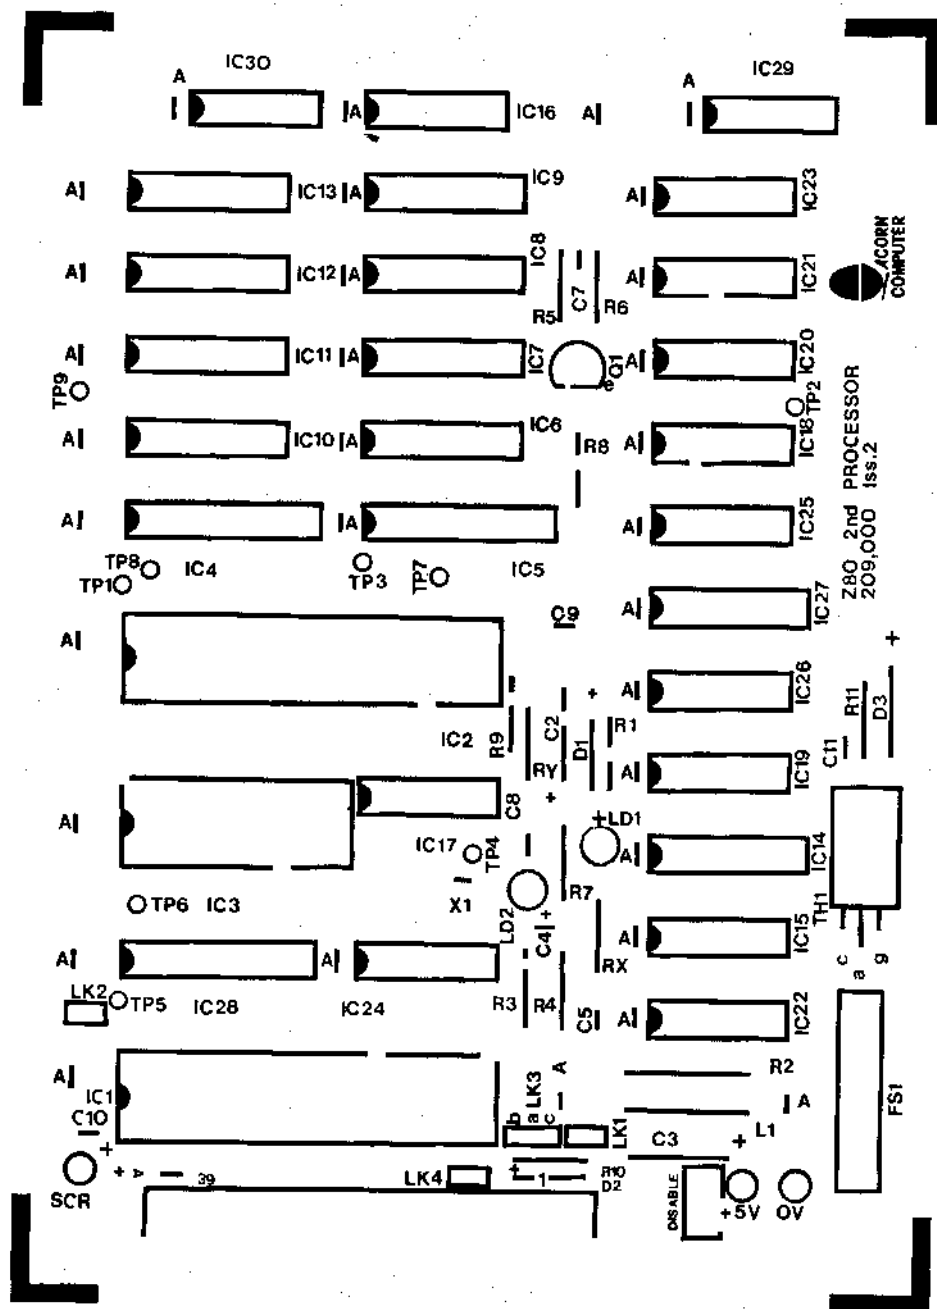 A
IC30
A
IC16
A
A
IC29
A
IC13
A
IC9
A
IC23
A
IC12
A
IC8
R5
C7
R6
A
IC21
ACORN
COMPUTER
A
IC11
A
IC7
e
Q1
A
IC20
TP9
TP2
A
IC10
A
IC6
R8
A
IC18
Z80 2nd PROCESSOR
209,000 Iss.2
A
IC4
A
IC5
A
IC25
TP8
TP1
TP3
TP7
A
IC27
C9
A
IC2
R9
RY
C2
+
D1
R1
A
IC26
+
R11
D3
C11
A
IC19
A
C8
IC17
TP4
+
+LD1
A
IC14
TH1
c
a
g
TP6
IC3
X1
LD2
C4
+
R7
RX
A
IC15
A
IC28
A
IC24
R3
R4
C5
A
IC22
LK2
TP5
A
IC1
C10
+
b
a
c
LK3
A
LK1
R2
A
L1
C3
+
FS1
SCR
+
A
39
LK4
+
1
R10
D2
DISABLE
+5V
0V